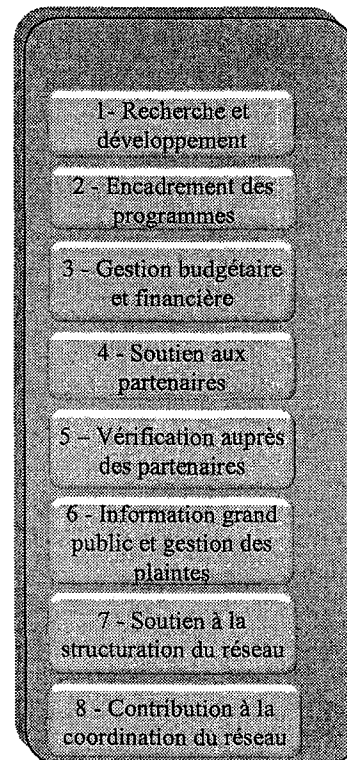 1- Recherche et
développement
2 - Encadrement des
programmes
3 - Gestion budgétaire
et financière
4 - Soutien aux
partenaires
5 – Vérification auprès
des partenaires
6 - Information grand
public et gestion des
plaintes
7 - Soutien à la
structuration du réseau
8 - Contribution à la
coordination du réseau